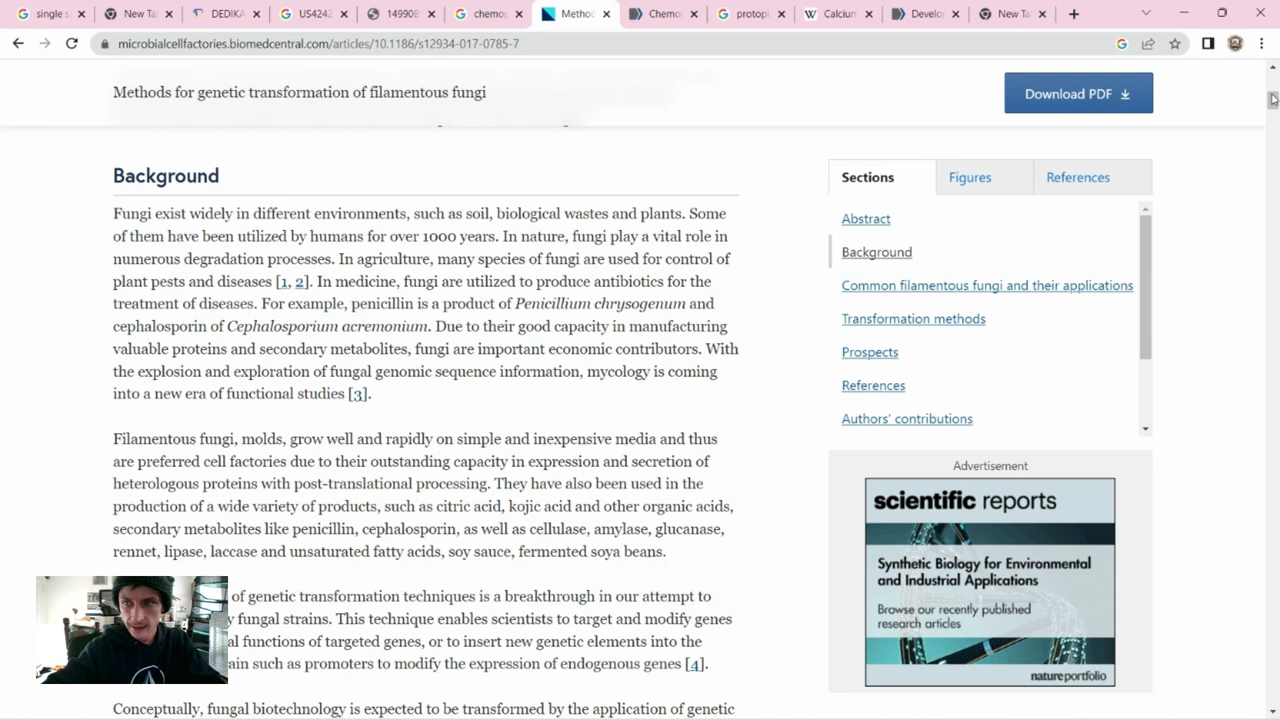 single s
New Tal
DEDIKA
US4242
149908
chemop
Method
Chemo
protopl
Calcium
Develo
New Ta
microbialcellfactories.biomedcentral.com/articles/10.1186/s12934-017-0785-7
Methods for genetic transformation of filamentous fungi
Download PDF
Background
Fungi exist widely in different environments, such as soil, biological wastes and plants. Some
of them have been utilized by humans for over 1000 years. In nature, fungi play a vital role in
numerous degradation processes. In agriculture, many species of fungi are used for control of
plant pests and diseases [1, 2]. In medicine, fungi are utilized to produce antibiotics for the
treatment of diseases. For example, penicillin is a product of Penicillium chrysogenum and
cephalosporin of Cephalosporium acremonium. Due to their good capacity in manufacturing
valuable proteins and secondary metabolites, fungi are important economic contributors. With
the explosion and exploration of fungal genomic sequence information, mycology is coming
into a new era of functional studies [3].
Filamentous fungi, molds, grow well and rapidly on simple and inexpensive media and thus
are preferred cell factories due to their outstanding capacity in expression and secretion of
heterologous proteins with post-translational processing. They have also been used in the
production of a wide variety of products, such as citric acid, kojic acid and other organic acids,
secondary metabolites like penicillin, cephalosporin, as well as cellulase, amylase, glucanase,
rennet, lipase, laccase and unsaturated fatty acids, soy sauce, fermented soya beans.
of genetic transformation techniques is a breakthrough in our attempt to
y fungal strains. This technique enables scientists to target and modify genes
al functions of targeted genes, or to insert new genetic elements into the
ain such as promoters to modify the expression of endogenous genes [4].
Conceptually, fungal biotechnology is expected to be transformed by the application of genetic
Sections
Figures
References
Abstract
Background
Common filamentous fungi and their applications
Transformation methods
Prospects
References
Authors' contributions
Advertisement
scientific reports
Synthetic Biology for Environmental
and Industrial Applications
Browse our recently published
research articles
natureportfolio